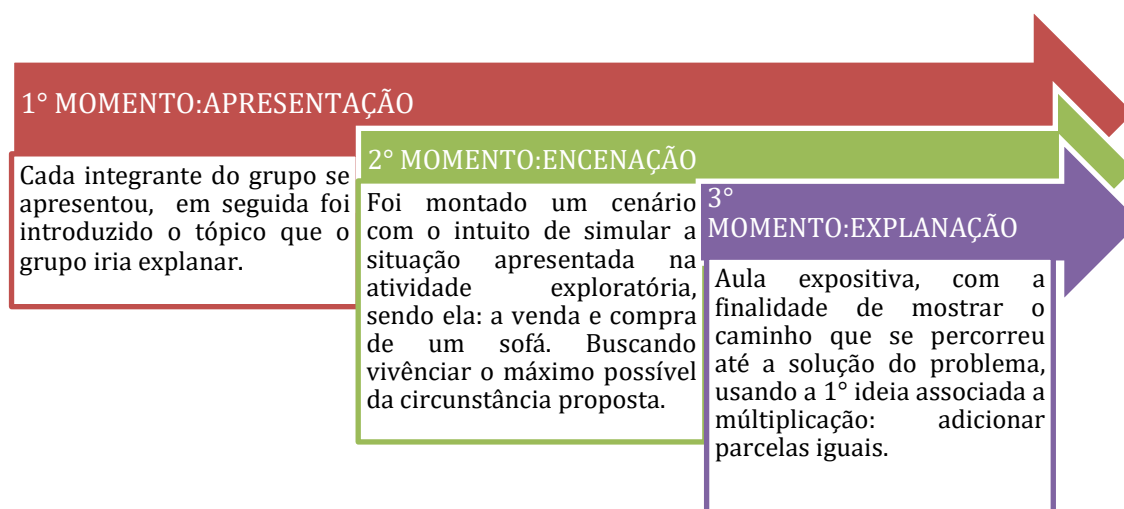 1° MOMENTO:APRESENTAÇÃO
Cada integrante do grupo se
apresentou, em seguida foi
introduzido o tópico que o
grupo iria explanar.
2° MOMENTO:ENCENAÇÃO
Foi montado um cenário
com o intuito de simular a
situação apresentada na
atividade exploratória,
sendo ela: a venda e compra
de um sofá. Buscando
vivênciar o máximo possível
da circunstância proposta.
3°
MOMENTO:EXPLANAÇÃO
Aula expositiva, com a
finalidade de mostrar o
caminho que se percorreu
até a solução do problema,
usando a 1° ideia associada a
múltiplicação: adicionar
parcelas iguais.